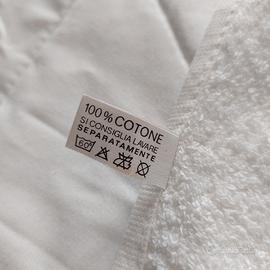 100% COTONE
SI CONSIGLIA LAVARE
SEPARATAMENTE
60°